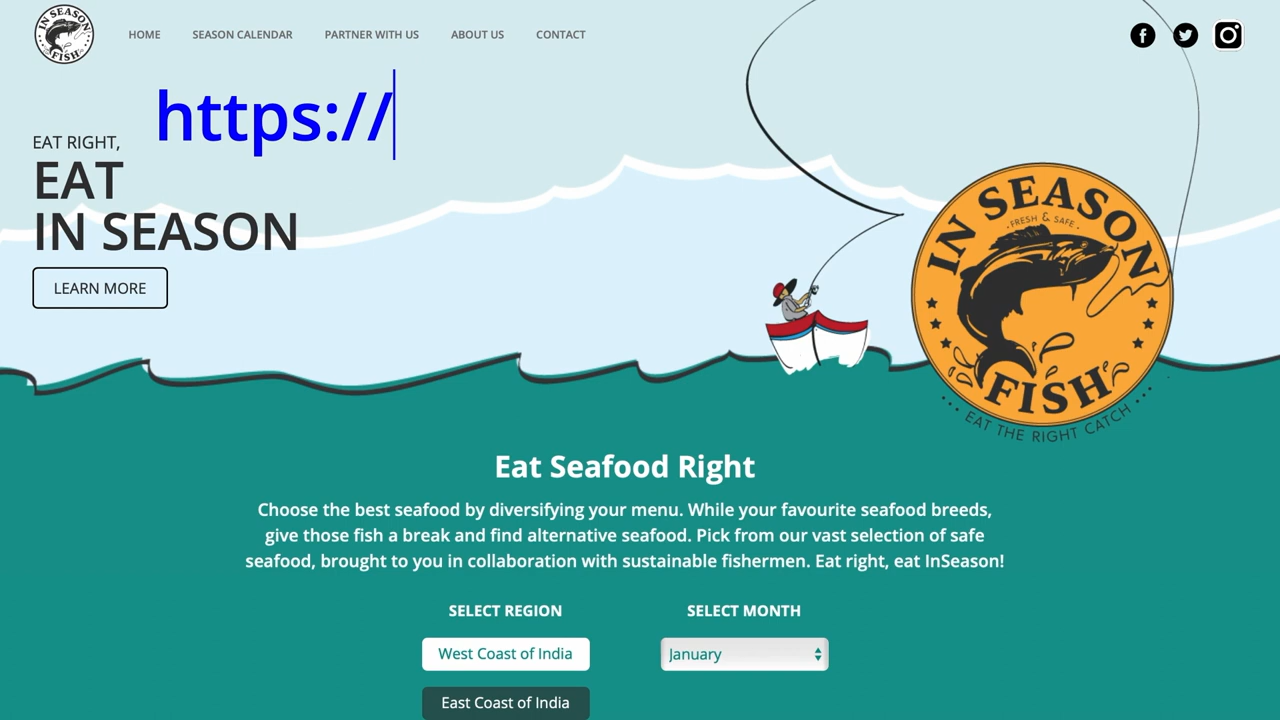 IN SEASON
FISH
HOME
SEASON CALENDAR
PARTNER WITH US
ABOUT US
CONTACT
https://
EAT RIGHT,
EAT
IN SEASON
LEARN MORE
IN SEASON
· FRESH & SAFE ·
FISH
••• EAT THE RIGHT CATCH •••
Eat Seafood Right
Choose the best seafood by diversifying your menu. While your favourite seafood breeds,
give those fish a break and find alternative seafood. Pick from our vast selection of safe
seafood, brought to you in collaboration with sustainable fishermen. Eat right, eat InSeason!
SELECT REGION
West Coast of India
East Coast of India
SELECT MONTH
January